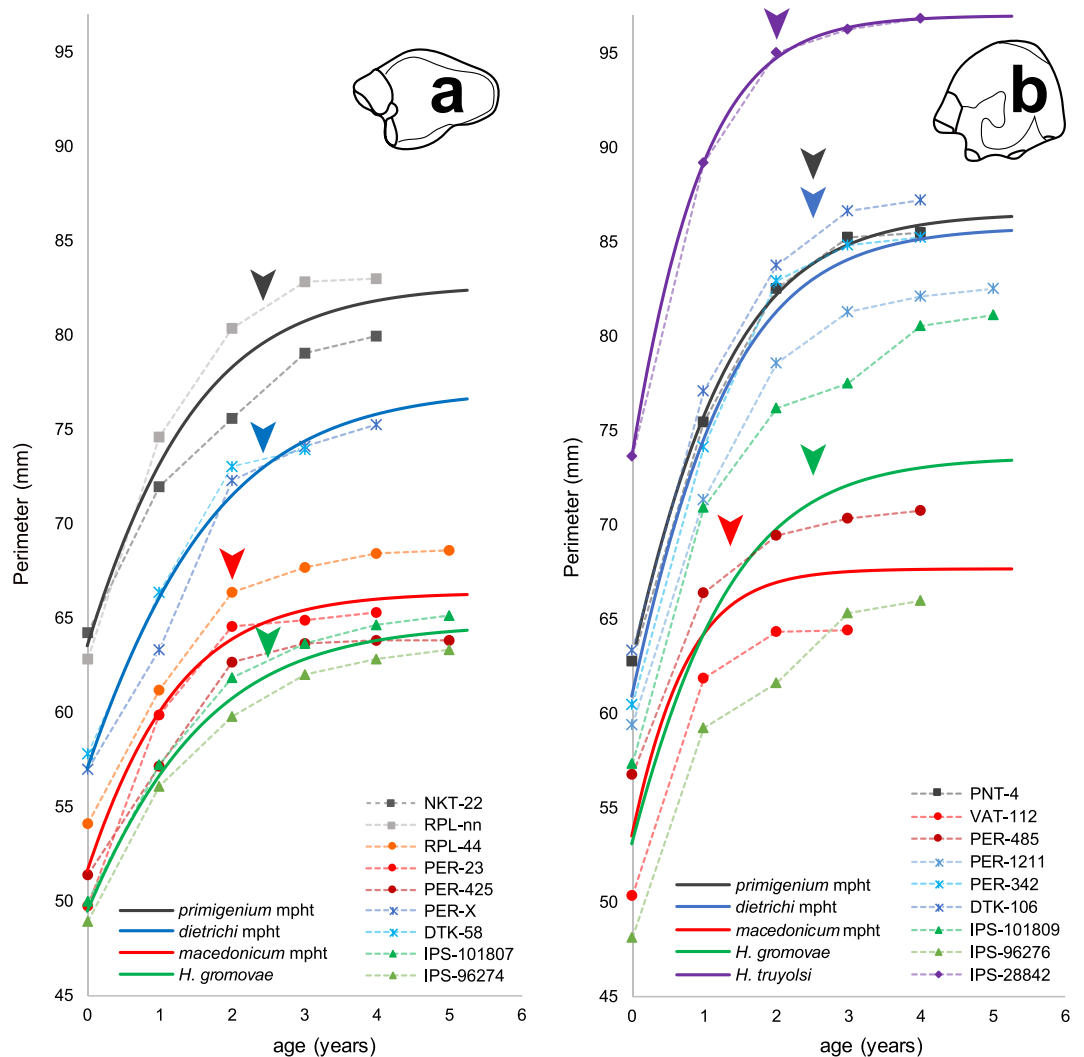 a
95
90
85
80
75
70
65
60
55
50
45
Perimeter (mm)
0 1 2 3 4 5 6
age (years)
primigenium mpht
dietrichi mpht
macedonicum mpht
H. gromovae
NKT-22
RPL-nn
RPL-44
PER-23
PER-425
PER-X
DTK-58
IPS-101807
IPS-96274
b
95
90
85
80
75
70
65
60
55
50
45
Perimeter (mm)
0 1 2 3 4 5 6
age (years)
primigenium mpht
dietrichi mpht
macedonicum mpht
H. gromovae
H. truyolsi
PNT-4
VAT-112
PER-485
PER-1211
PER-342
DTK-106
IPS-101809
IPS-96276
IPS-28842